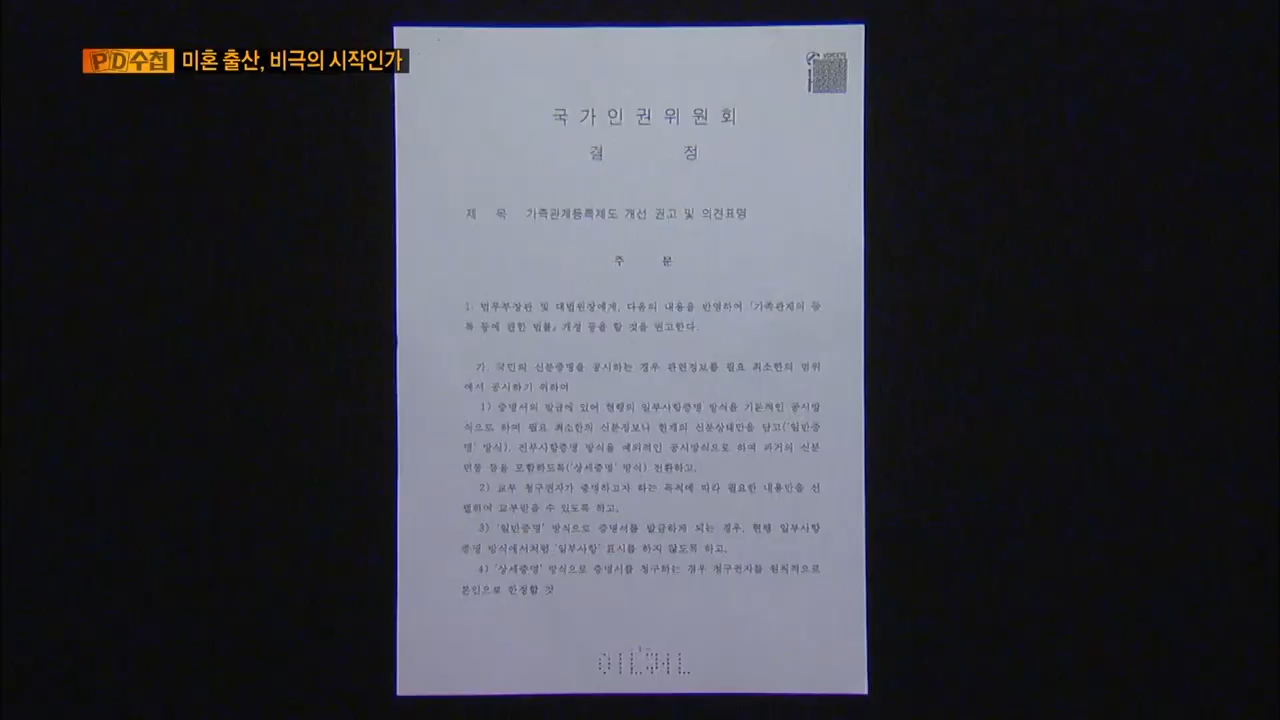 PD수첩 미혼 출산, 비극의 시작인가
VOICEYE
국가인권위원회
결 정
제 목 가족관계등록제도 개선 권고 및 의견표명
주 문
1. 법무부장관 및 대법원장에게, 다음의 내용을 반영하여 「가족관계의 등
록 등에 관한 법률」 개정 등을 할 것을 권고한다.
가. 국민의 신분증명을 공시하는 경우 관련정보를 필요 최소한의 범위
에서 공시하기 위하여
1) 증명서의 발급에 있어 현행의 일부사항증명 방식을 기본적인 공시방
식으로 하여 필요 최소한의 신분정보나 현재의 신분상태만을 담고('일반증
명' 방식), 전부사항증명 방식을 예외적인 공시방식으로 하여 과거의 신분
변동 등을 포함하도록('상세증명' 방식) 전환하고,
2) 교부 청구권자가 증명하고자 하는 목적에 따라 필요한 내용만을 선
별하여 교부받을 수 있도록 하고,
3) '일반증명' 방식으로 증명서를 발급하게 되는 경우, 현행 일부사항
증명 방식에서처럼 '일부사항' 표시를 하지 않도록 하고,
4) '상세증명' 방식으로 증명서를 청구하는 경우 청구권자를 원칙적으로
본인으로 한정할 것